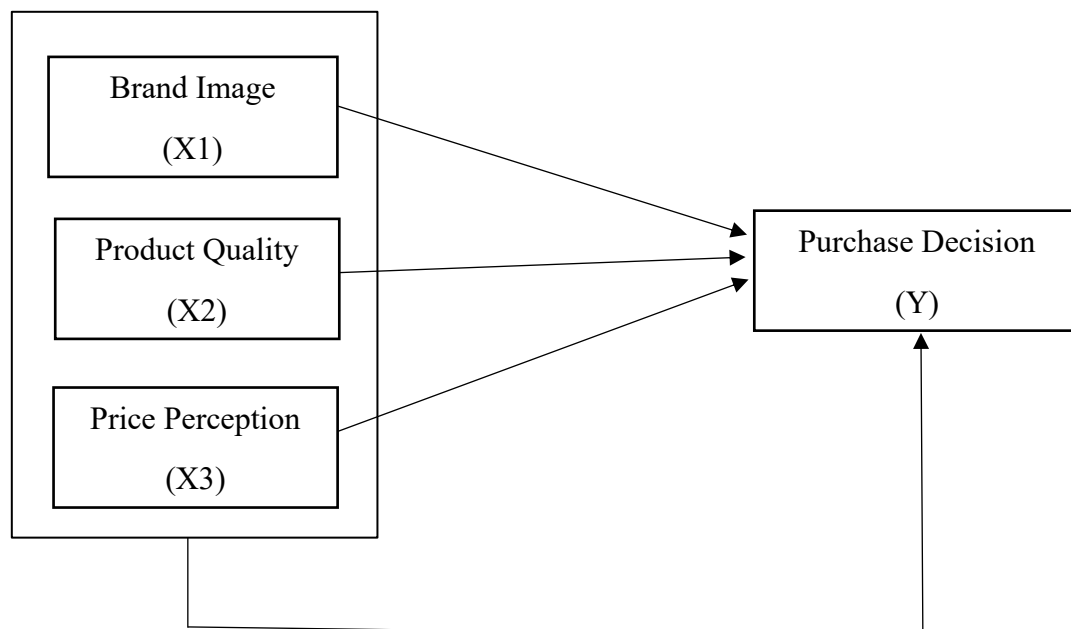 Brand Image
(X1)
Product Quality
(X2)
Price Perception
(X3)
Purchase Decision
(Y)